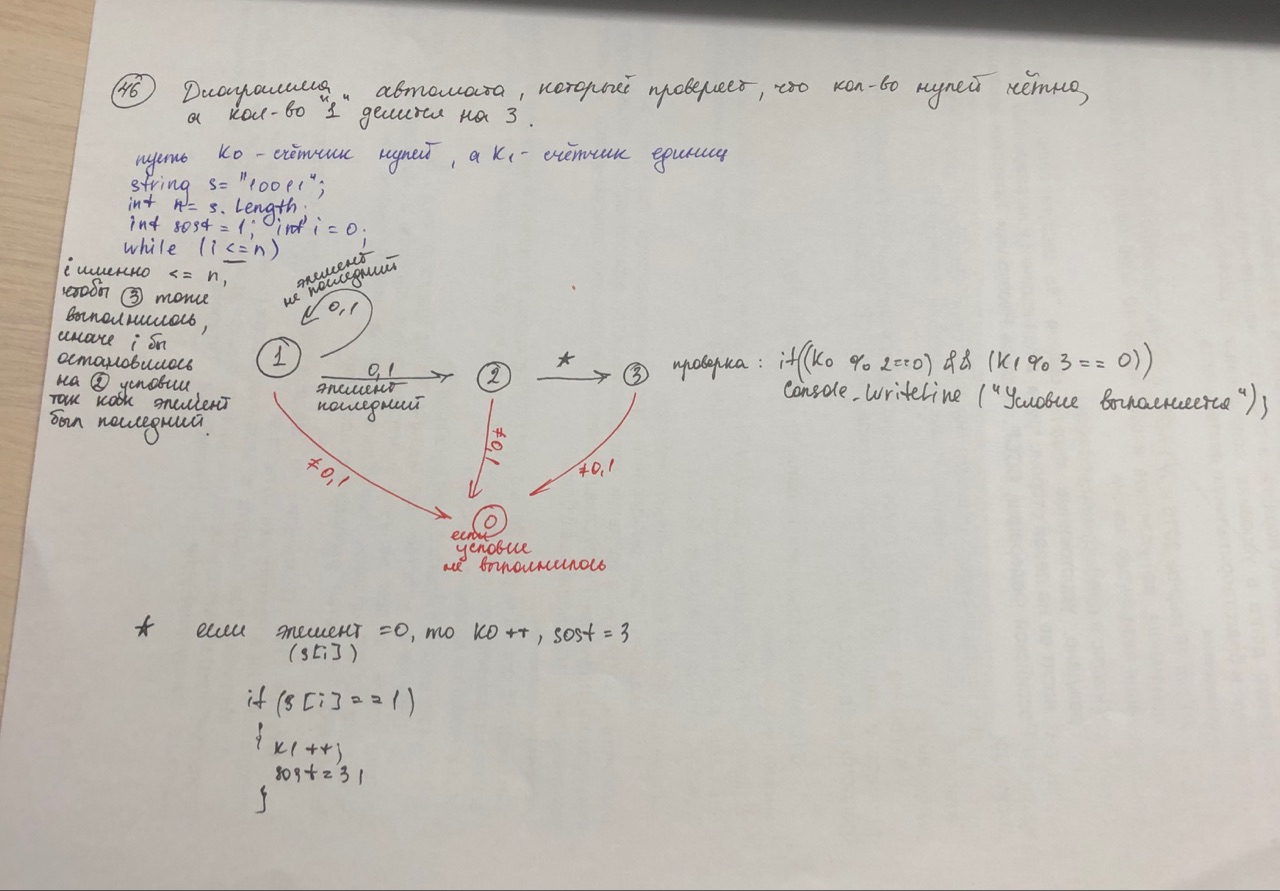 46 Диаграмма автомата, который проверяет, что кол-во нулей чётно,
а кол-во "1" делится на 3.
пусть K0 - счётчик нулей, а K1 - счётчик единиц
string s= "10011";
int n= s. Length;
int sost = 1; int i = 0;
while (i <= n)
i именно <= n,
чтобы 3 тоже
выполнилось,
иначе i бы
остановилось
на 2 условии,
так как элемент
был последний.
элемент
не последний
0,1
1
0,1
элемент
последний
2
*
3
проверка: if((K0 % 2==0) && (K1 % 3 == 0))
Console.WriteLine ("Условие выполняется");
≠0,1
≠0,1
≠0,1
0
если
условие
не выполнилось
* если элемент =0, то K0 ++, sost = 3
(s[i])
if (s[i] == 1)
{
K1 ++;
sost = 3;
}